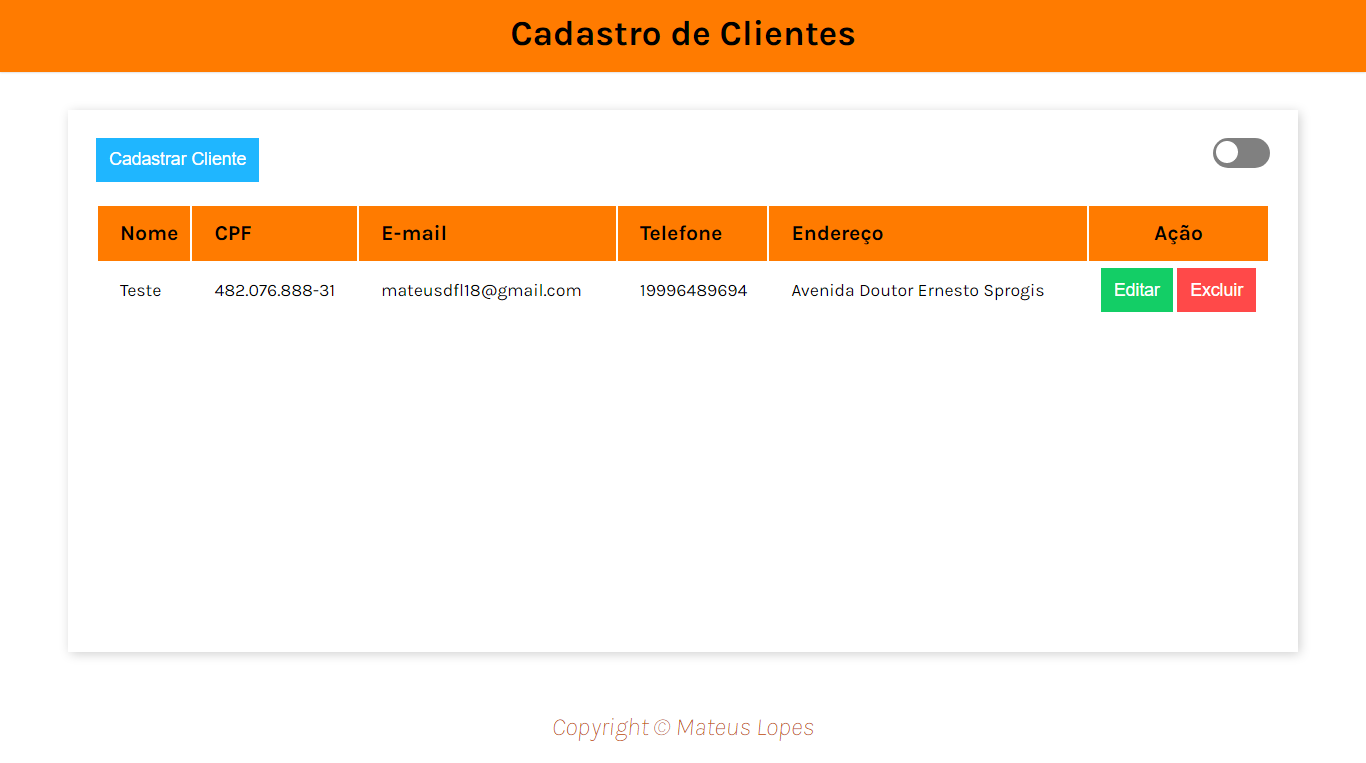 Cadastro de Clientes
Cadastrar Cliente
Nome CPF E-mail Telefone Endereço Ação
Teste 482.076.888-31 mateusdfl18@gmail.com 19996489694 Avenida Doutor Ernesto Sprogis Editar Excluir
Copyright © Mateus Lopes